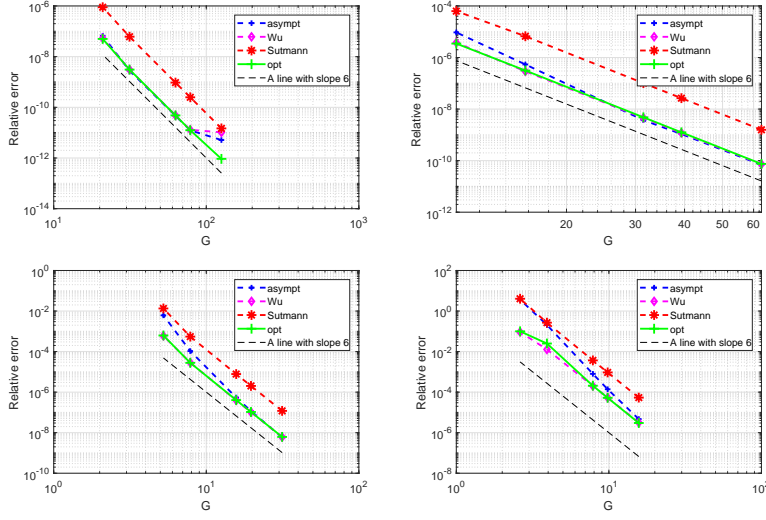 10^-6
10^-8
10^-10
10^-12
10^-14
Relative error
10^1
10^2
10^3
G
asympt
Wu
Sutmann
opt
A line with slope 6
10^-4
10^-6
10^-8
10^-10
10^-12
Relative error
10^0
20
30
40
50
60
G
asympt
Wu
Sutmann
opt
A line with slope 6
10^0
10^-2
10^-4
10^-6
10^-8
10^-10
Relative error
10^0
10^1
10^2
G
asympt
Wu
Sutmann
opt
A line with slope 6
10^2
10^0
10^-2
10^-4
10^-6
10^-8
Relative error
10^0
10^1
10^2
G
asympt
Wu
Sutmann
opt
A line with slope 6